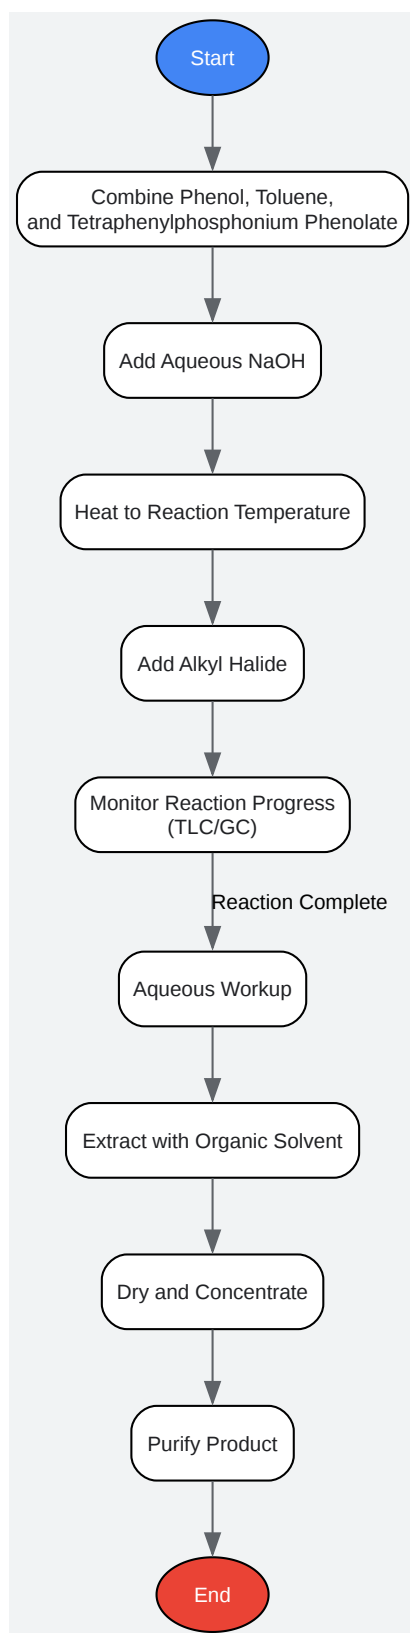 Start
Combine Phenol, Toluene,
and Tetraphenylphosphonium Phenolate
Add Aqueous NaOH
Heat to Reaction Temperature
Add Alkyl Halide
Monitor Reaction Progress
(TLC/GC)
Reaction Complete
Aqueous Workup
Extract with Organic Solvent
Dry and Concentrate
Purify Product
End